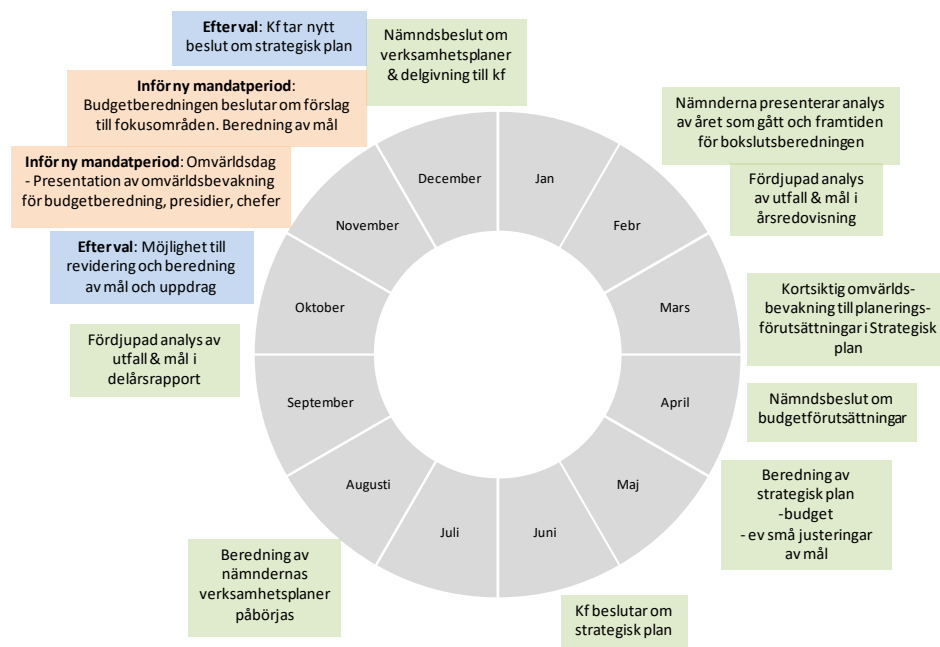 Efter val: Kf tar nytt
beslut om strategisk plan
Nämndsbeslut om
verksamhetsplaner
& delgivning till kf
Inför ny mandatperiod:
Budgetberedningen beslutar om förslag
till fokusområden. Beredning av mål
Inför ny mandatperiod: Omvärldsdag
- Presentation av omvärldsbevakning
för budgetberedning, presidier, chefer
Efter val: Möjlighet till
revidering och beredning
av mål och uppdrag
Fördjupad analys av
utfall & mål i
delårsrapport
Beredning av
nämndernas
verksamhetsplaner
påbörjas
Nämnderna presenterar analys
av året som gått och framtiden
för bokslutsberedningen
Fördjupad analys
av utfall & mål i
årsredovisning
Kortsiktig omvärlds-
bevakning till planerings-
förutsättningar i Strategisk
plan
Nämndsbeslut om
budgetförutsättningar
Beredning av
strategisk plan
-budget
- ev små justeringar
av mål
Kf beslutar om
strategisk plan
Jan
Febr
Mars
April
Maj
Juni
Juli
Augusti
September
Oktober
November
December